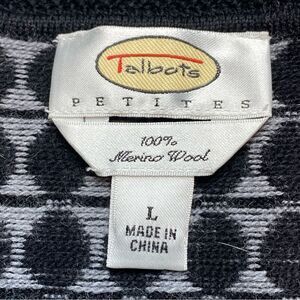 Talbots
PETITES
100%
Merino Wool
L
MADE IN
CHINA